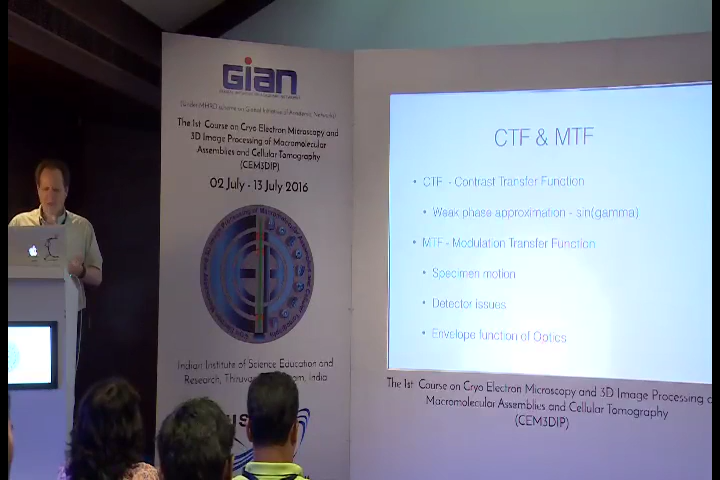 GIAN
The 1st Course on Cryo Electron Microscopy and
3D Image Processing of Macromolecular
Assemblies and Cellular Tomography
(CEM3DIP)
02 July - 13 July 2016
Indian Institute of Science Education and
Research, India
CTF & MTF
• CTF - Contrast Transfer Function
• Weak phase approximation - sin(gamma)
• MTF - Modulation Transfer Function
• Specimen motion
• Detector issues
• Envelope function of Optics
The 1st Course on Cryo Electron Microscopy and 3D Image Processing
Macromolecular Assemblies and Cellular Tomography
(CEM3DIP)